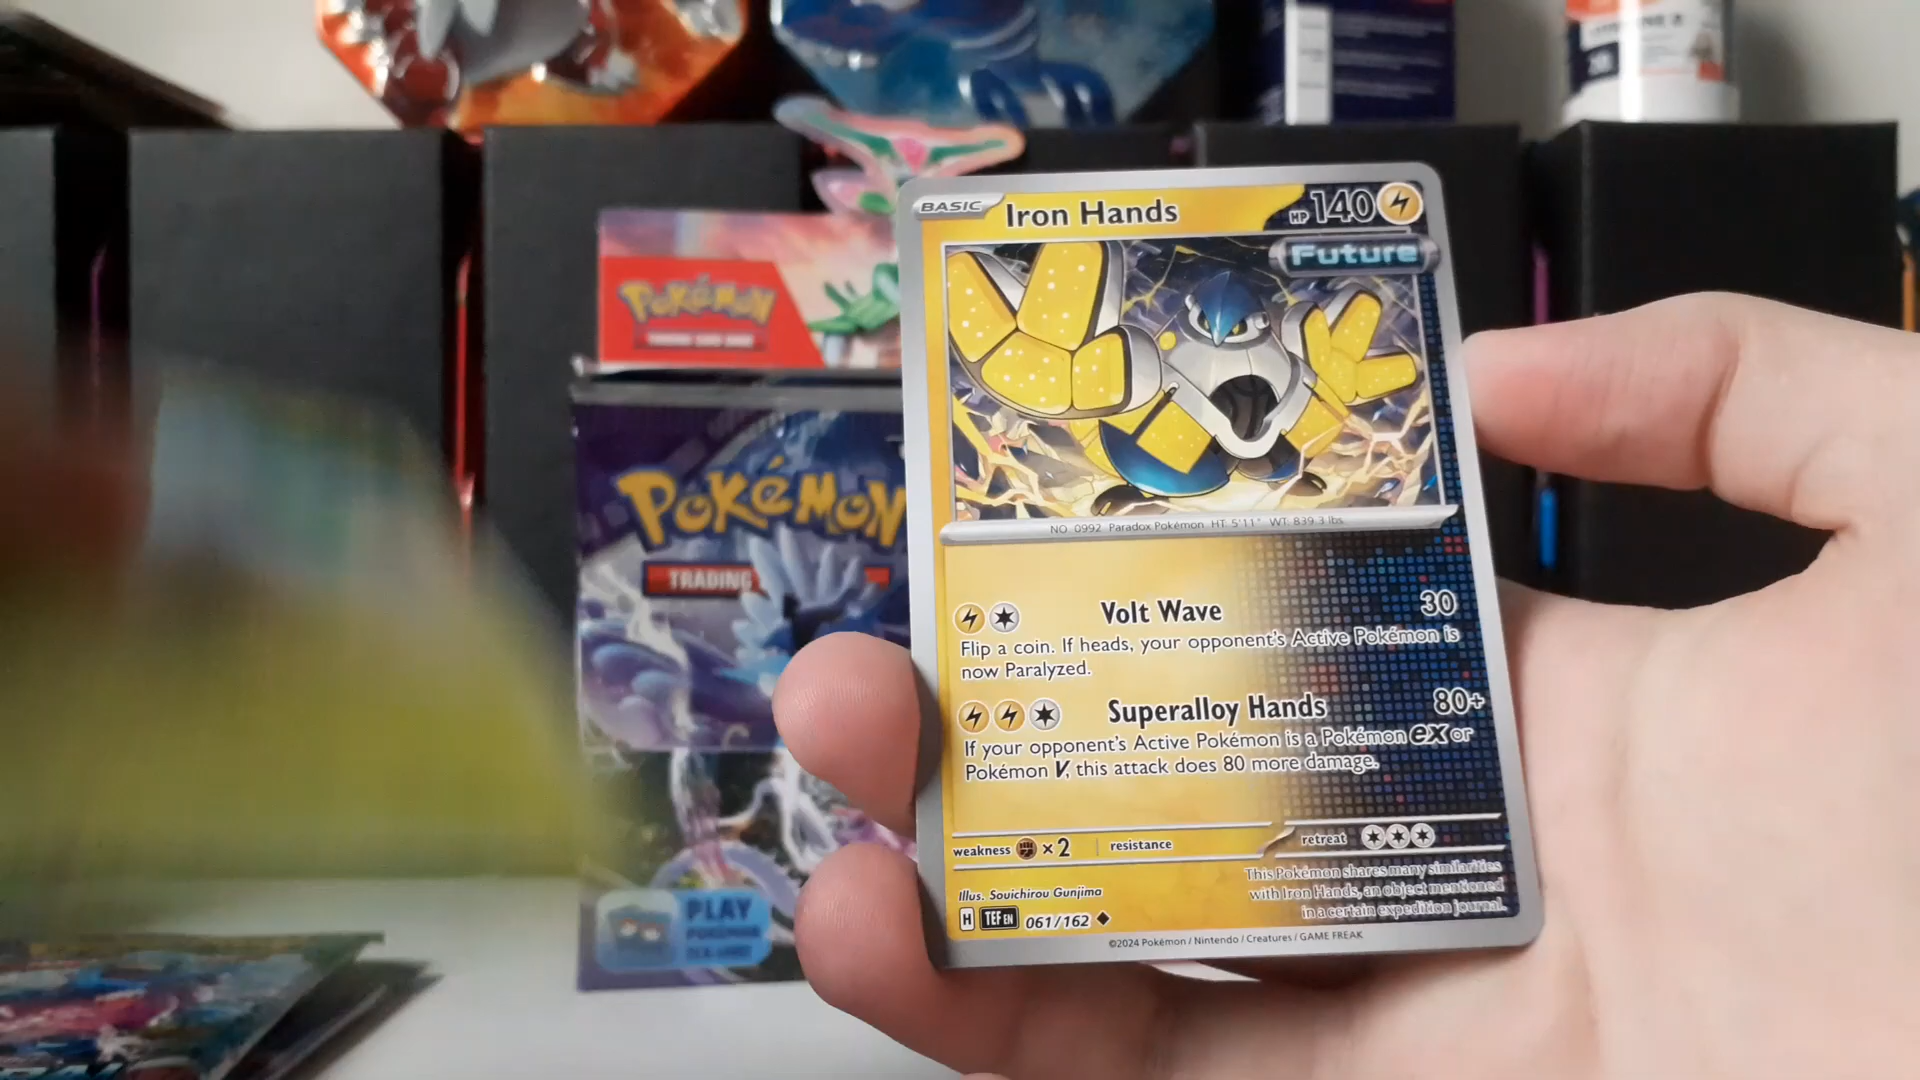 BASIC Iron Hands HP 140
Future
NO. 0992 Paradox Pokémon HT: 5'11" WT: 839.3 lbs.
Volt Wave 30
Flip a coin. If heads, your opponent's Active Pokémon is
now Paralyzed.
Superalloy Hands 80+
If your opponent's Active Pokémon is a Pokémon ex or
Pokémon V, this attack does 80 more damage.
weakness ×2 resistance retreat
This Pokémon shares many similarities
with Iron Hands, an object mentioned
in a certain expedition journal.
Illus. Souichirou Gunjima
H TEF EN 061/162
©2024 Pokémon / Nintendo / Creatures / GAME FREAK
POKéMON
POKéMON
TRADING
PLAY
POKÉMON